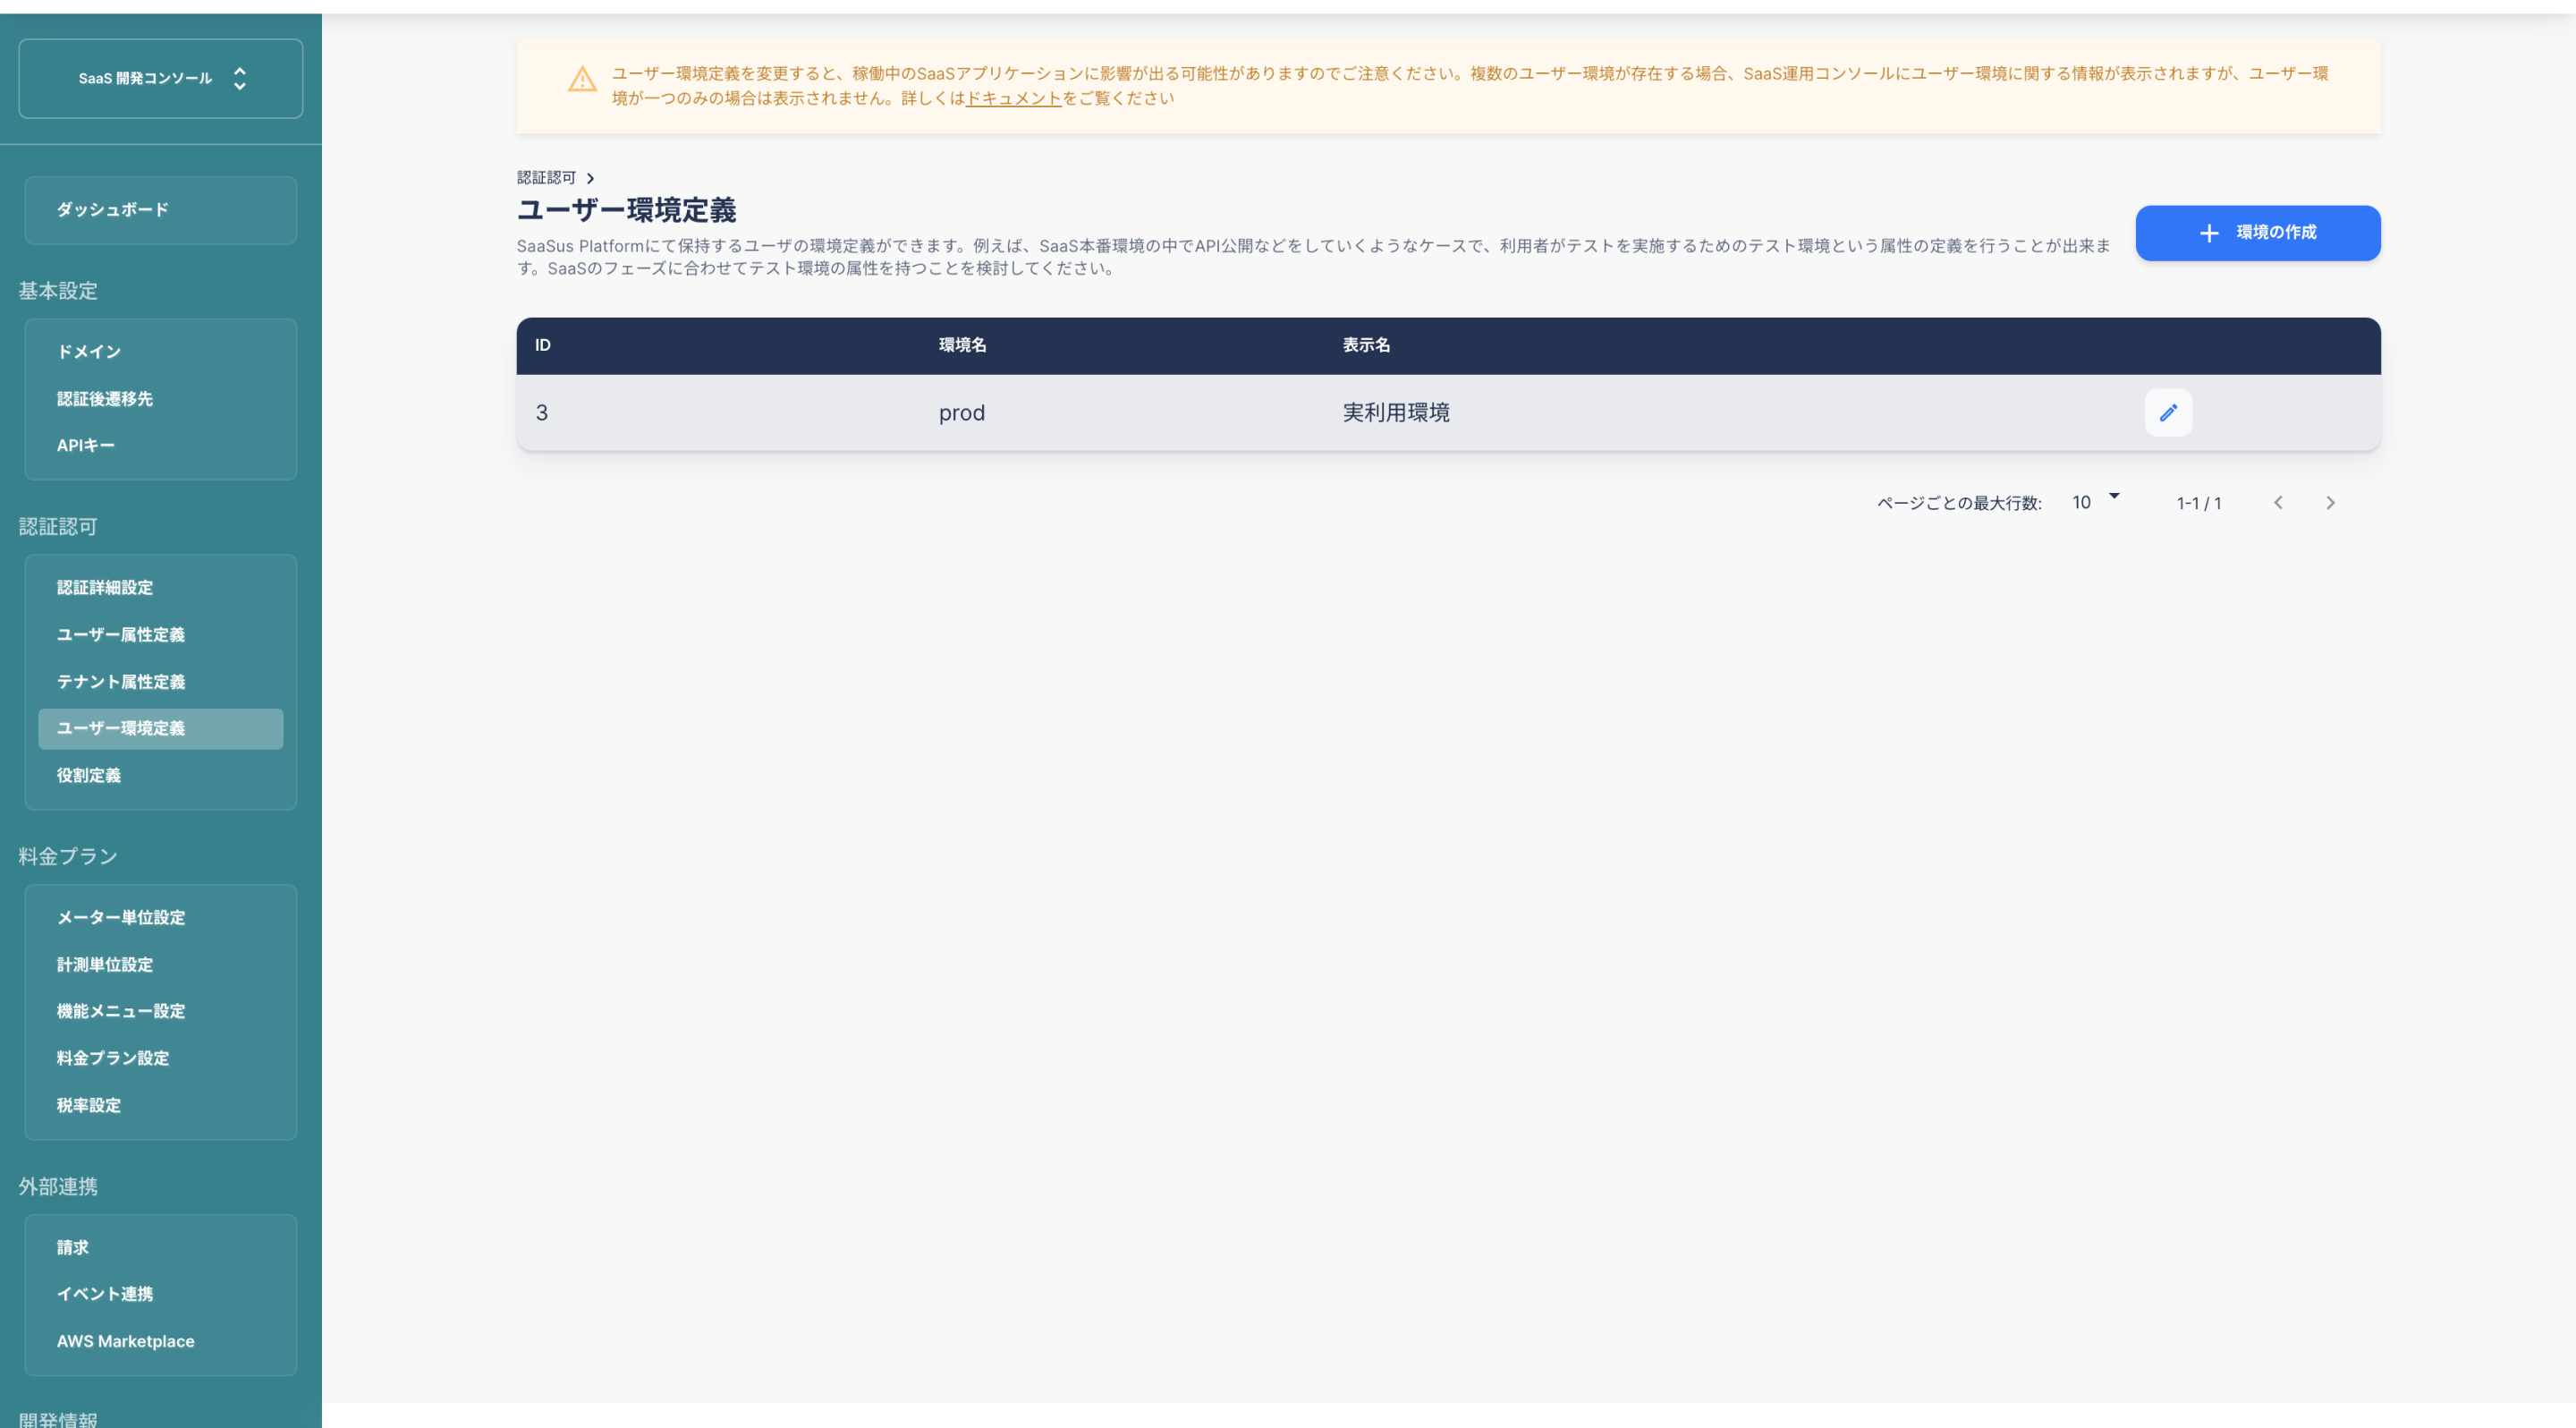 SaaS 開発コンソール
ダッシュボード
基本設定
ドメイン
認証後遷移先
APIキー
認証認可
認証詳細設定
ユーザー属性定義
テナント属性定義
ユーザー環境定義
役割定義
料金プラン
メーター単位設定
計測単位設定
機能メニュー設定
料金プラン設定
税率設定
外部連携
請求
イベント連携
AWS Marketplace
開発情報
ユーザー環境定義を変更すると、稼働中のSaaSアプリケーションに影響が出る可能性がありますのでご注意ください。複数のユーザー環境が存在する場合、SaaS運用コンソールにユーザー環境に関する情報が表示されますが、ユーザー環
境が一つのみの場合は表示されません。詳しくはドキュメントをご覧ください
認証認可
ユーザー環境定義
SaaSus Platformにて保持するユーザの環境定義ができます。例えば、SaaS本番環境の中でAPI公開などをしていくようなケースで、利用者がテストを実施するためのテスト環境という属性の定義を行うことが出来ま
す。SaaSのフェーズに合わせてテスト環境の属性を持つことを検討してください。
環境の作成
ID 環境名 表示名
3 prod 実利用環境
ページごとの最大行数: 10 1-1 / 1